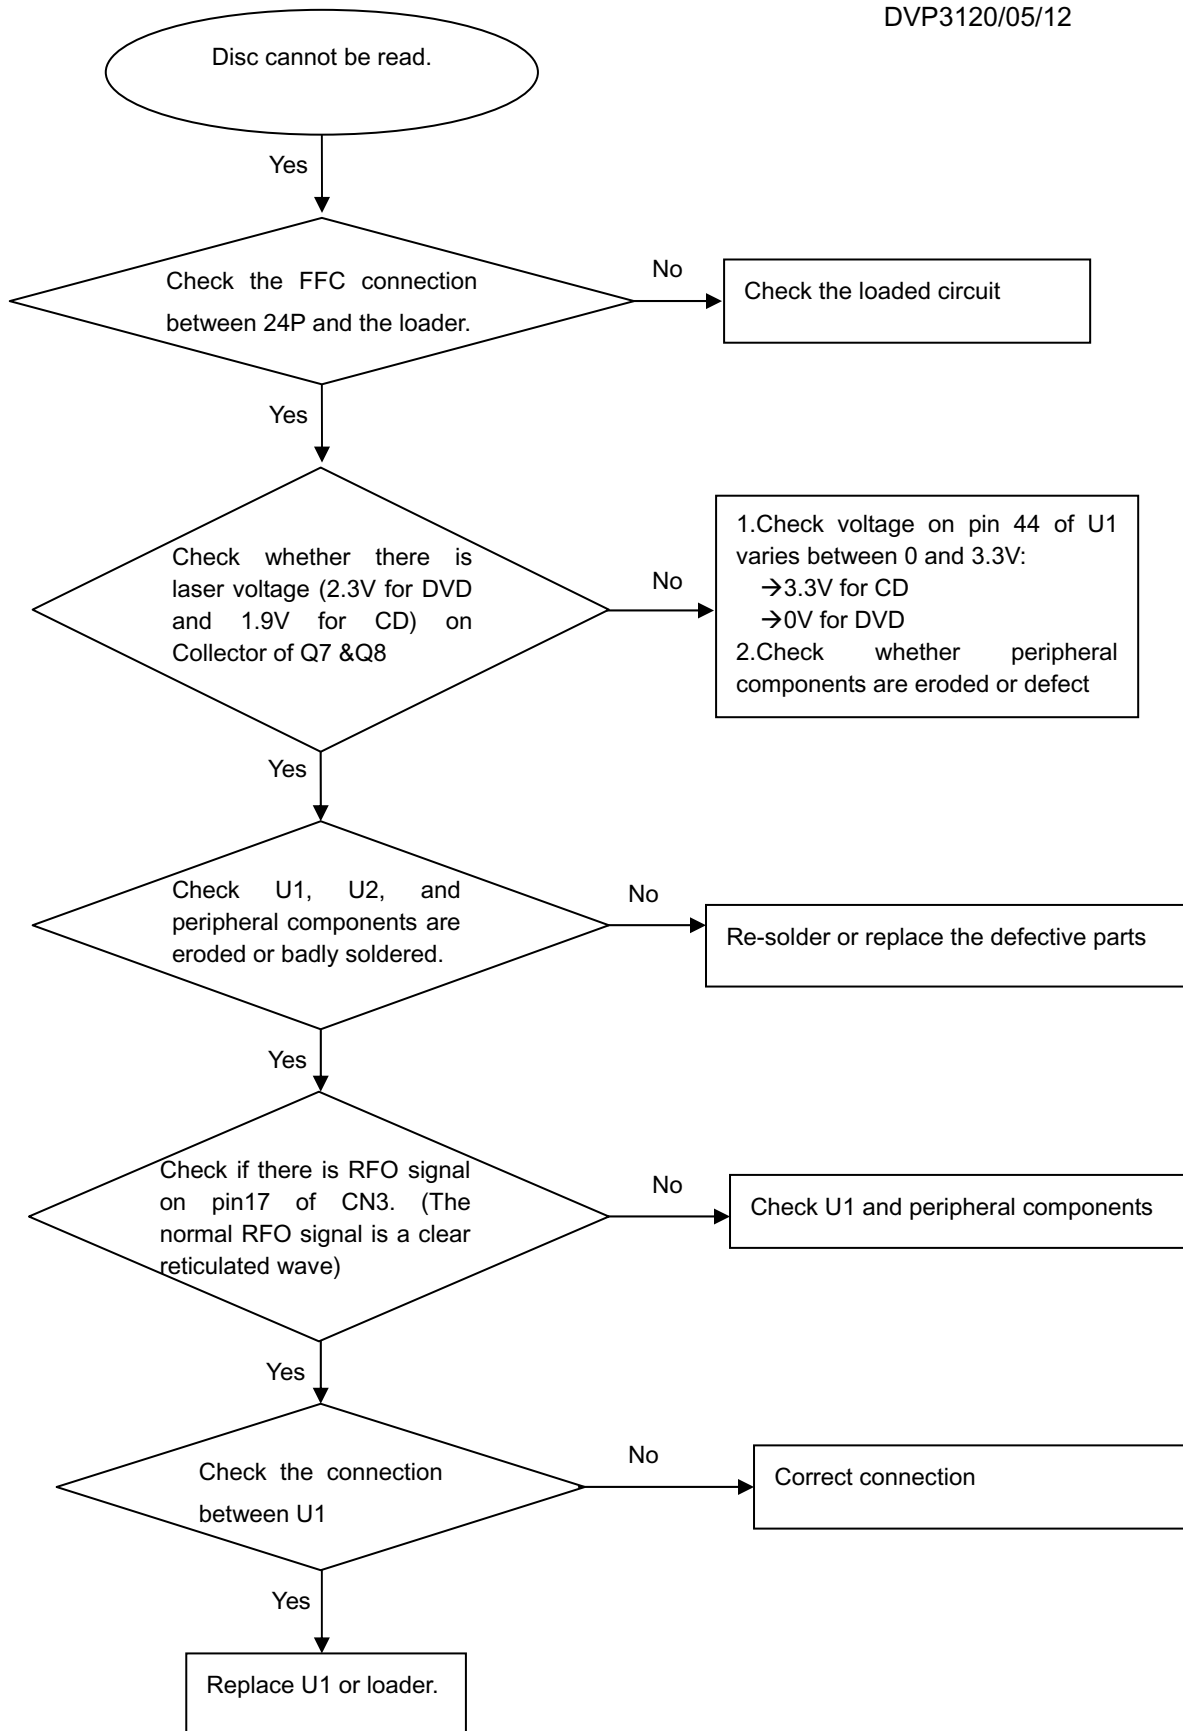 DVP3120/05/12
Disc cannot be read.
Yes
Check the FFC connection
between 24P and the loader.
No
Check the loaded circuit
Yes
Check whether there is
laser voltage (2.3V for DVD
and 1.9V for CD) on
Collector of Q7 &Q8
No
1.Check voltage on pin 44 of U1
varies between 0 and 3.3V:
→3.3V for CD
→0V for DVD
2.Check whether peripheral
components are eroded or defect
Yes
Check U1, U2, and
peripheral components are
eroded or badly soldered.
No
Re-solder or replace the defective parts
Yes
Check if there is RFO signal
on pin17 of CN3. (The
normal RFO signal is a clear
reticulated wave)
No
Check U1 and peripheral components
Yes
Check the connection
between U1
No
Correct connection
Yes
Replace U1 or loader.